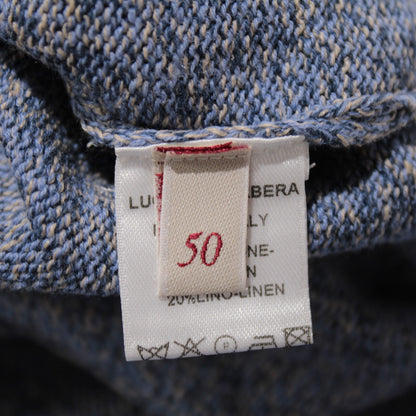 LUC BERA
I LY
50
NE-
N
20%LINO-LINEN